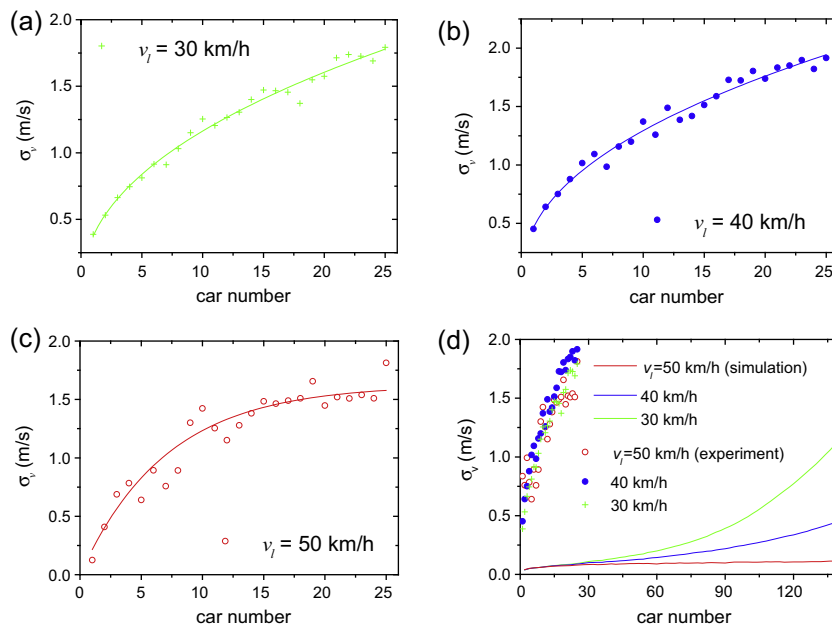 (a)
v_l = 30 km/h
2.0
1.5
1.0
0.5
σ_v (m/s)
0 5 10 15 20 25
car number
(b)
v_l = 40 km/h
2.0
1.5
1.0
0.5
σ_v (m/s)
0 5 10 15 20 25
car number
(c)
v_l = 50 km/h
2.0
1.5
1.0
0.5
0.0
σ_v (m/s)
0 5 10 15 20 25
car number
(d)
2.0
1.5
1.0
0.5
0.0
σ_v (m/s)
v_l=50 km/h (simulation)
40 km/h
30 km/h
v_l=50 km/h (experiment)
40 km/h
30 km/h
0 30 60 90 120
car number